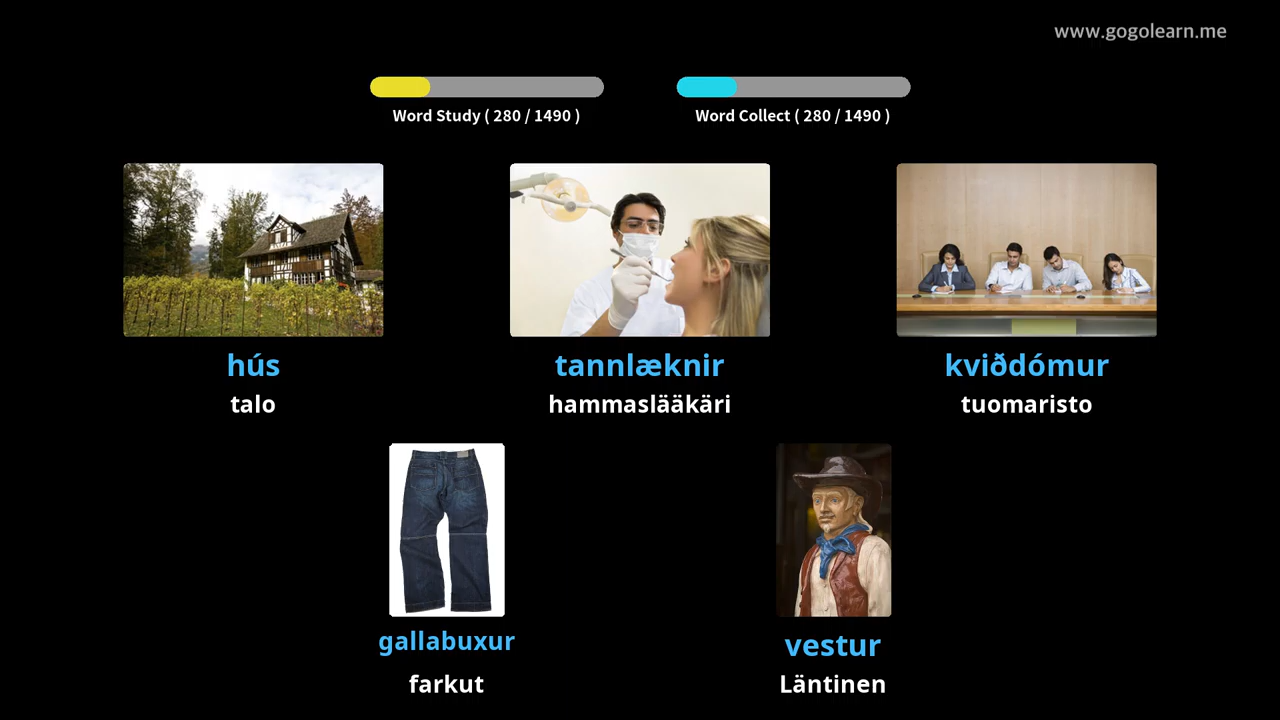 www.gogolearn.me
Word Study ( 280 / 1490 )
Word Collect ( 280 / 1490 )
hús
tannlæknir
kviðdómur
talo
hammaslääkäri
tuomaristo
gallabuxur
vestur
farkut
Läntinen